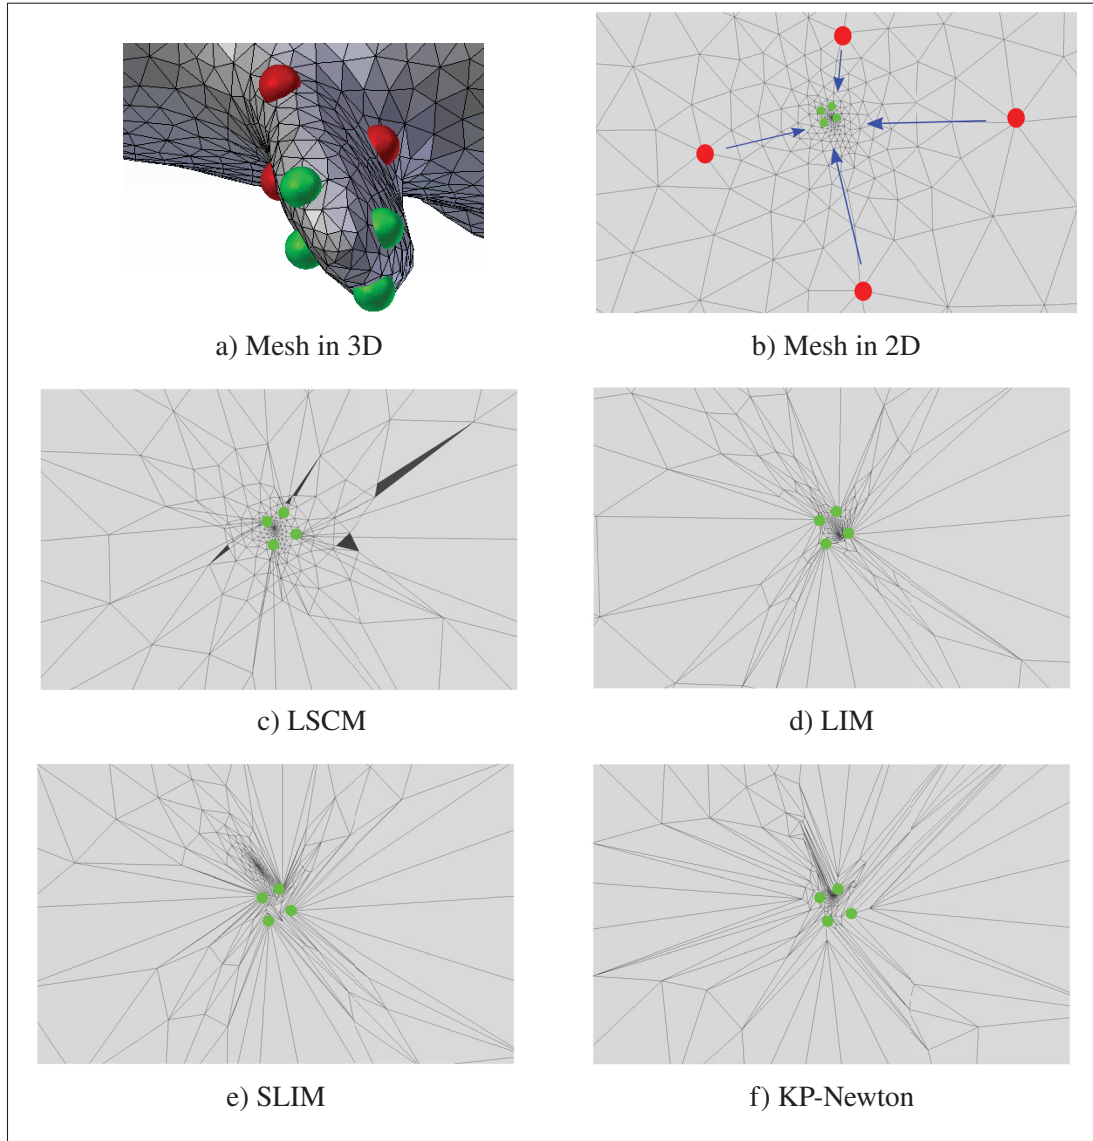 a) Mesh in 3D
b) Mesh in 2D
c) LSCM
d) LIM
e) SLIM
f) KP-Newton